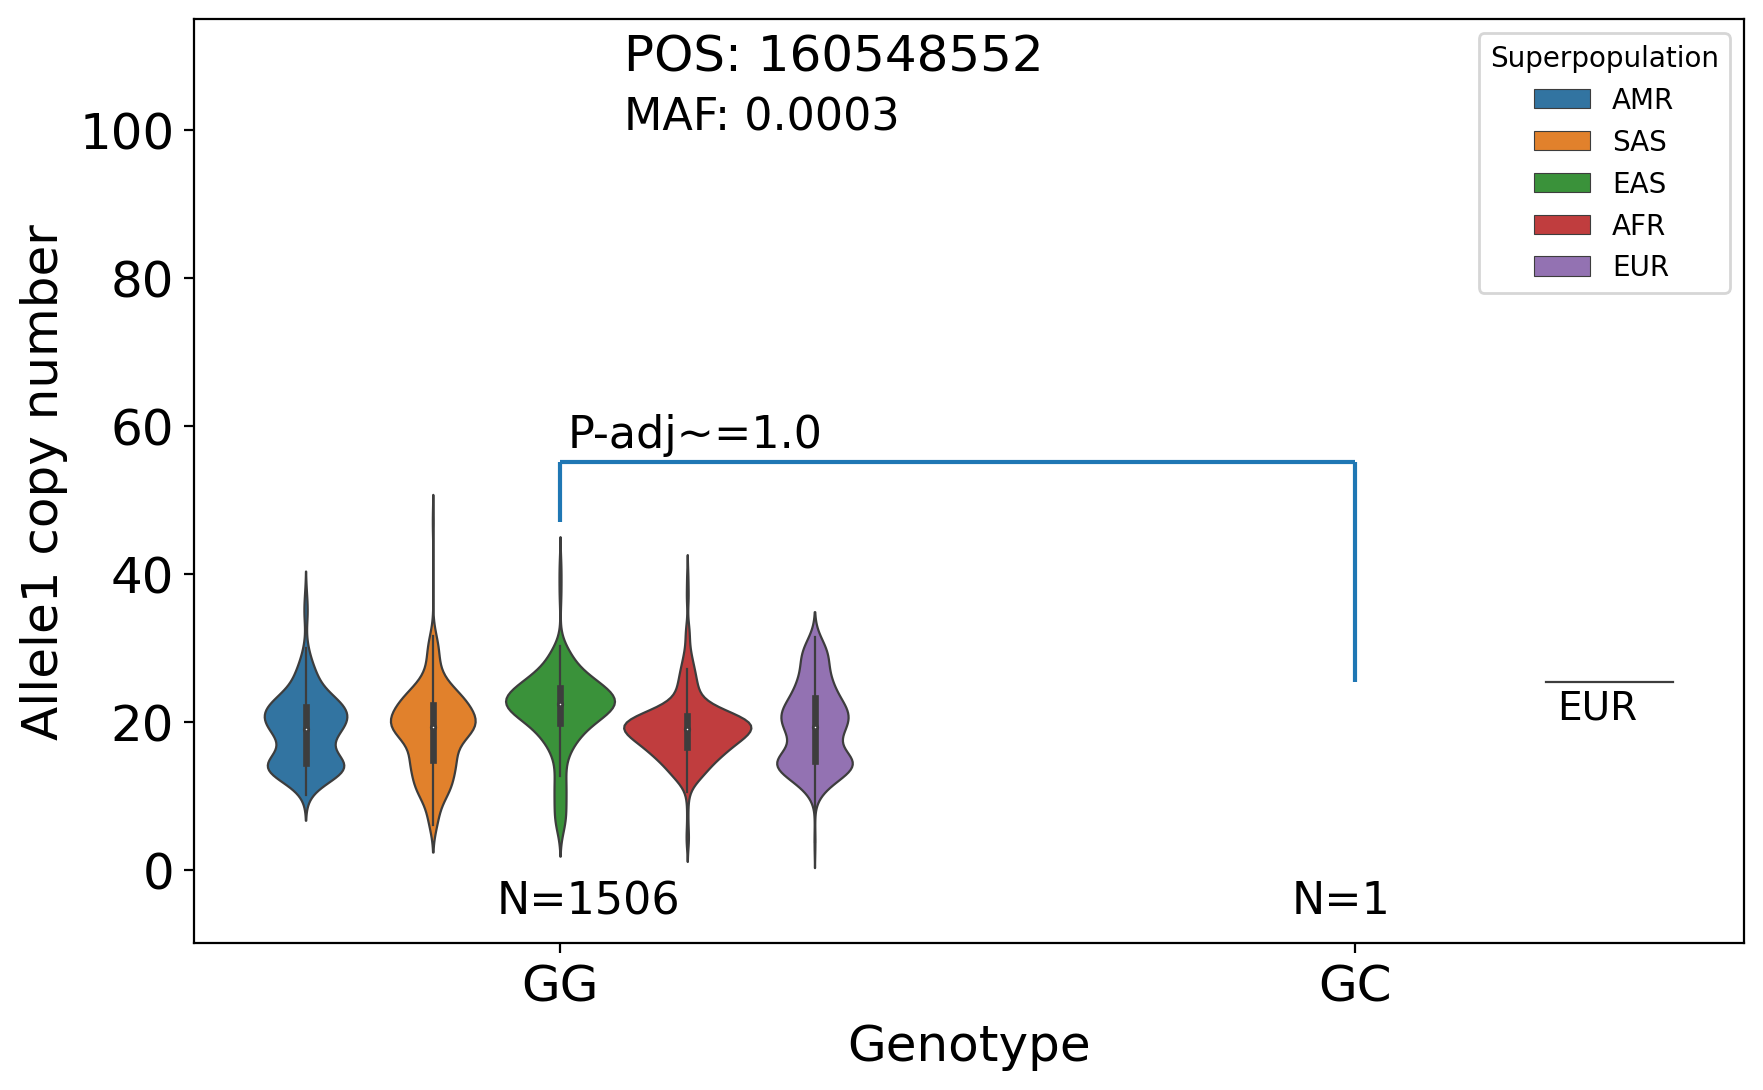 POS: 160548552
MAF: 0.0003
Superpopulation
AMR
SAS
EAS
AFR
EUR
100
80
60
40
20
0
Allele1 copy number
P-adj~=1.0
EUR
N=1506
N=1
GG
GC
Genotype